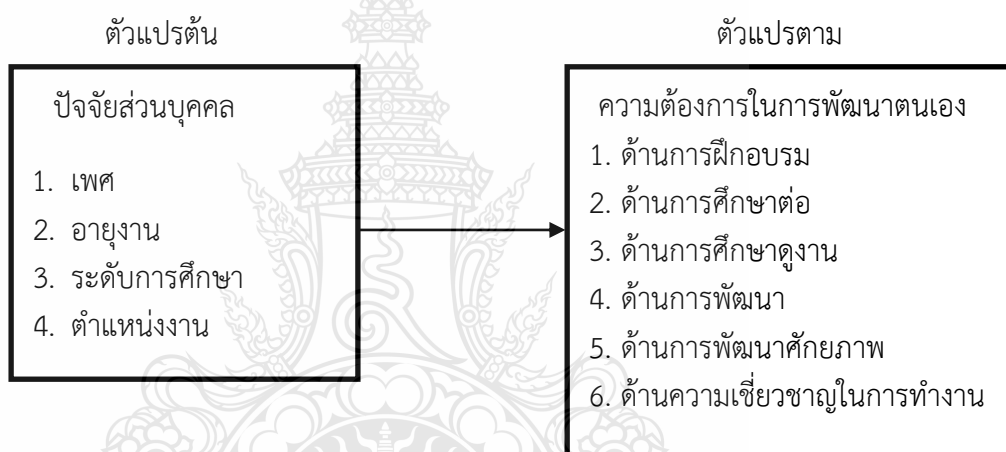 ตัวแปรต้น
ปัจจัยส่วนบุคคล
1. เพศ
2. อายุงาน
3. ระดับการศึกษา
4. ตำแหน่งงาน
ตัวแปรตาม
ความต้องการในการพัฒนาตนเอง
1. ด้านการฝึกอบรม
2. ด้านการศึกษาต่อ
3. ด้านการศึกษาดูงาน
4. ด้านการพัฒนา
5. ด้านการพัฒนาศักยภาพ
6. ด้านความเชี่ยวชาญในการทำงาน